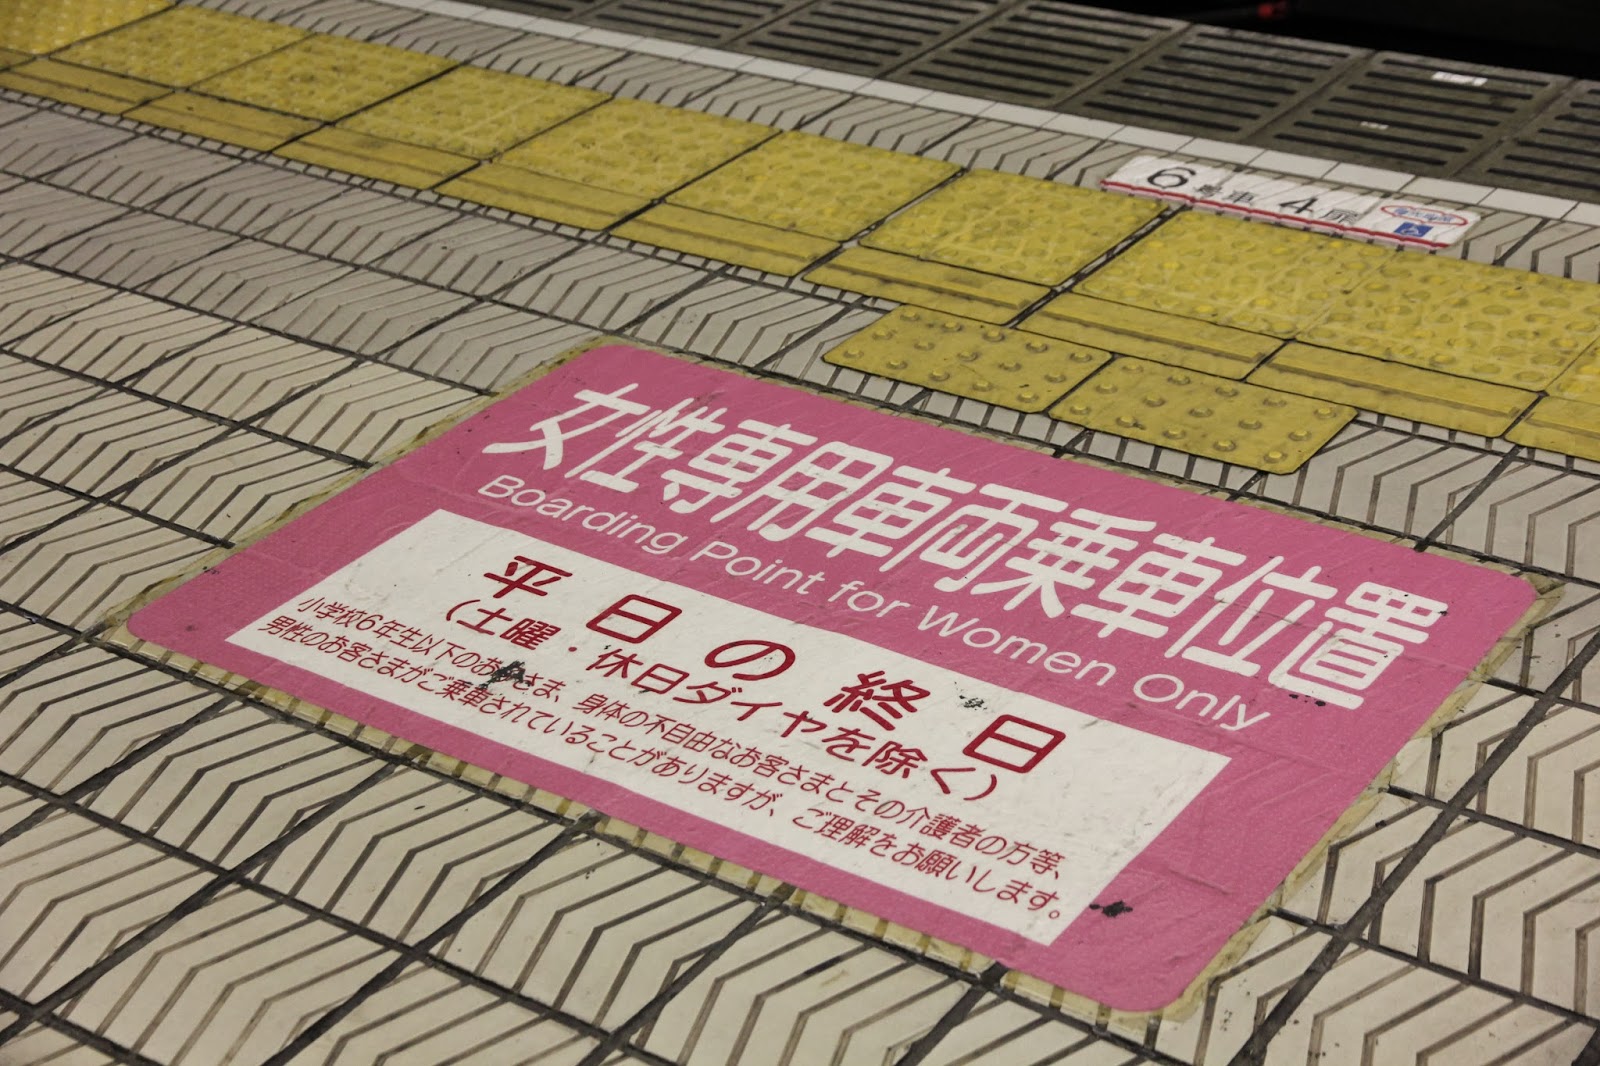 6号車 4扉
女性専用車両乗車位置
Boarding Point for Women Only
平日の終日
(土曜・休日ダイヤを除く)
小学校6年生以下のお客さま、身体の不自由なお客さまとその介護者の方等、
男性のお客さまがご乗車されていることがありますが、ご理解をお願いします。